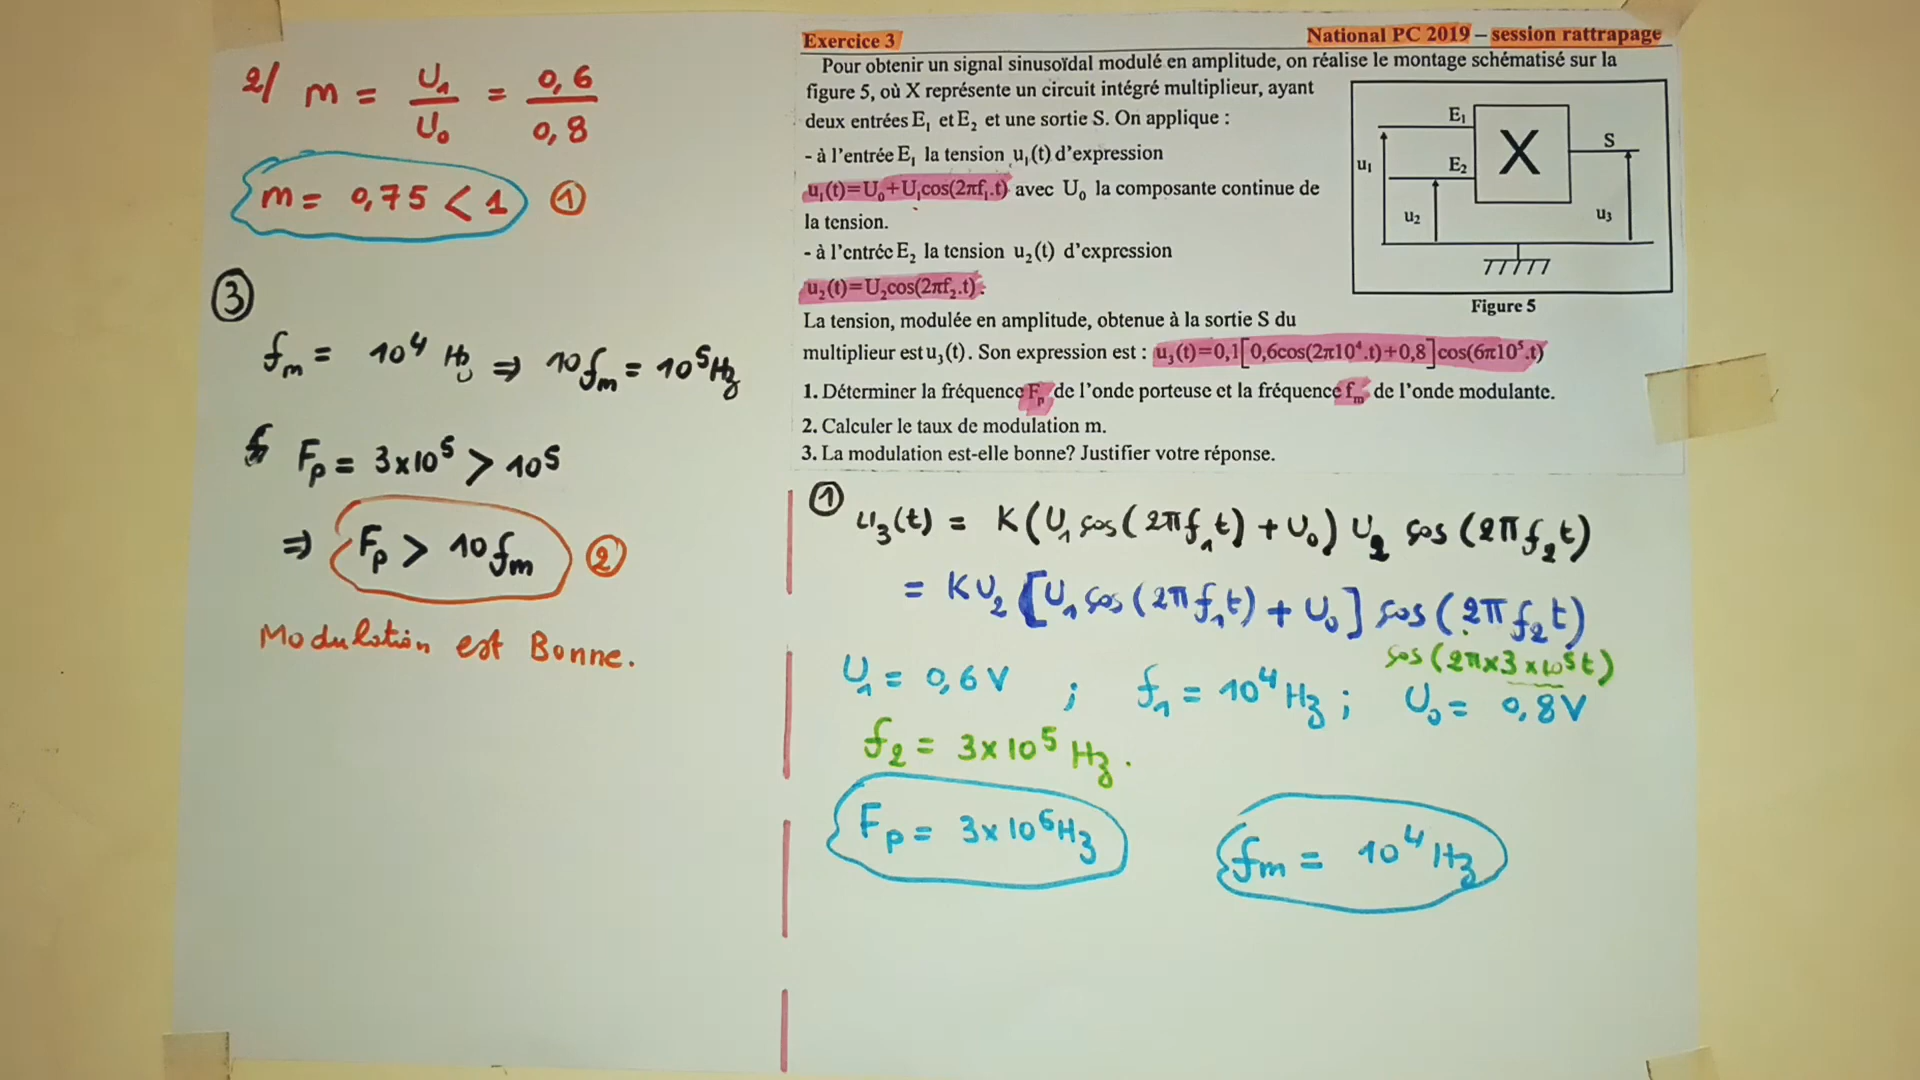 2/ m = U₁/U₀ = 0,6/0,8
m = 0,75 < 1 ①
③
fm = 10⁴ Hz ⇒ 10fm = 10⁵Hz
Fp = 3x10⁵ > 10⁵
⇒ Fp > 10fm ②
Modulation est Bonne.
Exercice 3
National PC 2019 – session rattrapage
Pour obtenir un signal sinusoïdal modulé en amplitude, on réalise le montage schématisé sur la
figure 5, où X représente un circuit intégré multiplieur, ayant
deux entrées E₁ et E₂ et une sortie S. On applique :
- à l'entrée E₁ la tension u₁(t) d'expression
u₁(t)=U₀+U₁cos(2πf₁.t) avec U₀ la composante continue de
la tension.
- à l'entrée E₂ la tension u₂(t) d'expression
u₂(t)=U₂cos(2πf₂.t).
La tension, modulée en amplitude, obtenue à la sortie S du
multiplieur est u₃(t). Son expression est : u₃(t)=0,1[0,6cos(2π10⁴.t)+0,8]cos(6π10⁵.t)
1. Déterminer la fréquence Fp de l'onde porteuse et la fréquence fm de l'onde modulante.
2. Calculer le taux de modulation m.
3. La modulation est-elle bonne? Justifier votre réponse.
E₁
X
S
u₁
E₂
u₂
u₃
Figure 5
① u₃(t) = K(U₁cos(2πf₁t) + U₀) U₂ cos(2πf₂t)
= KU₂ [U₁cos(2πf₁t) + U₀] cos(2πf₂t)
cos(2π×3×10⁵t)
U₁ = 0,6V ; f₁ = 10⁴Hz ; U₀ = 0,8V
f₂ = 3x10⁵ Hz.
Fp = 3x10⁶Hz
fm = 10⁴Hz